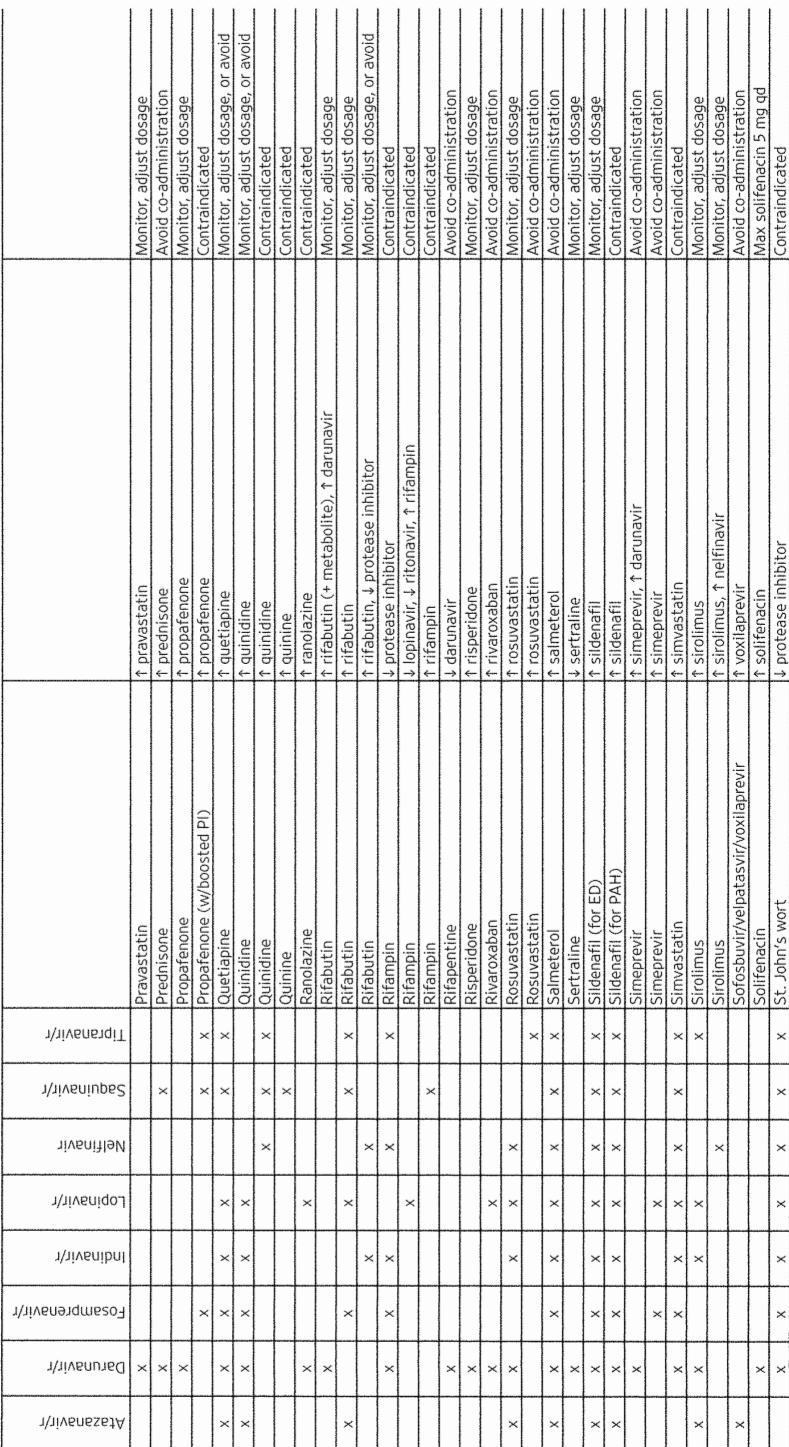 Atazanavir/r Darunavir/r Fosamprenavir/r Indinavir/r Lopinavir/r Nelfinavir Saquinavir/r Tipranavir/r
x Pravastatin ↑ pravastatin Monitor, adjust dosage
x x Prednisone ↑ prednisone Avoid co-administration
x Propafenone ↑ propafenone Monitor, adjust dosage
x x x Propafenone (w/boosted PI) ↑ propafenone Contraindicated
x x x x x x x Quetiapine ↑ quetiapine Monitor, adjust dosage, or avoid
x x x x x Quinidine ↑ quinidine Monitor, adjust dosage, or avoid
x x x Quinidine ↑ quinidine Contraindicated
x Quinine ↑ quinine Contraindicated
x x Ranolazine ↑ ranolazine Contraindicated
x Rifabutin ↑ rifabutin (+ metabolite), ↑ darunavir Monitor, adjust dosage
x x x x x Rifabutin ↑ rifabutin Monitor, adjust dosage
x x Rifabutin ↑ rifabutin, ↓ protease inhibitor Monitor, adjust dosage, or avoid
x x x x x Rifampin ↓ protease inhibitor Contraindicated
x Rifampin ↓ lopinavir, ↓ ritonavir, ↑ rifampin Contraindicated
x Rifampin ↑ rifampin Contraindicated
x Rifapentine ↓ darunavir Avoid co-administration
x Risperidone ↑ risperidone Monitor, adjust dosage
x x Rivaroxaban ↑ rivaroxaban Avoid co-administration
x x x x x Rosuvastatin ↑ rosuvastatin Monitor, adjust dosage
x Rosuvastatin ↑ rosuvastatin Avoid co-administration
x x x x x x x x Salmeterol ↑ salmeterol Avoid co-administration
x Sertraline ↓ sertraline Monitor, adjust dosage
x x x x x x x x Sildenafil (for ED) ↑ sildenafil Monitor, adjust dosage
x x x x x x x x Sildenafil (for PAH) ↑ sildenafil Contraindicated
x Simeprevir ↑ simeprevir, ↑ darunavir Avoid co-administration
x x Simeprevir ↑ simeprevir Avoid co-administration
x x x x x x x Simvastatin ↑ simvastatin Contraindicated
x x x x x Sirolimus ↑ sirolimus Monitor, adjust dosage
x Sirolimus ↑ sirolimus, ↑ nelfinavir Monitor, adjust dosage
x Sofosbuvir/velpatasvir/voxilaprevir ↑ voxilaprevir Avoid co-administration
x Solifenacin ↑ solifenacin Max solifenacin 5 mg qd
x x x x x x x St. John's wort ↓ protease inhibitor Contraindicated